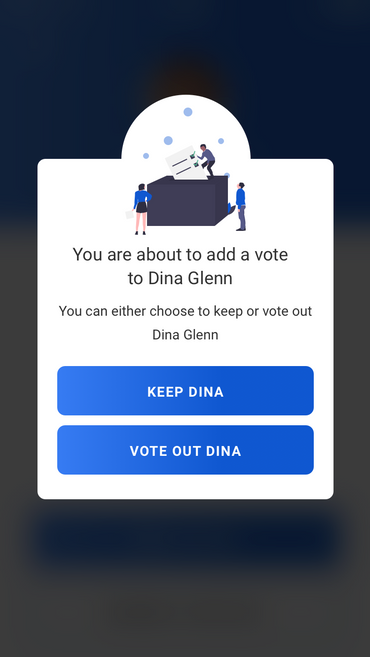 You are about to add a vote
to Dina Glenn
You can either choose to keep or vote out
Dina Glenn
KEEP DINA
VOTE OUT DINA